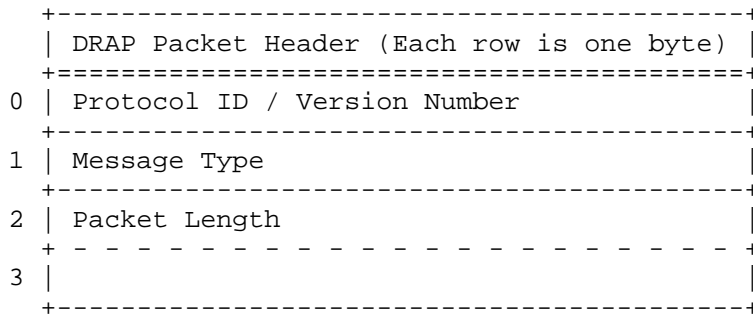 +-------------------------------------------+
| DRAP Packet Header (Each row is one byte) |
+===========================================+
0 | Protocol ID / Version Number |
+-------------------------------------------+
1 | Message Type |
+-------------------------------------------+
2 | Packet Length |
+ - - - - - - - - - - - - - - - - - - - - - +
3 | |
+-------------------------------------------+